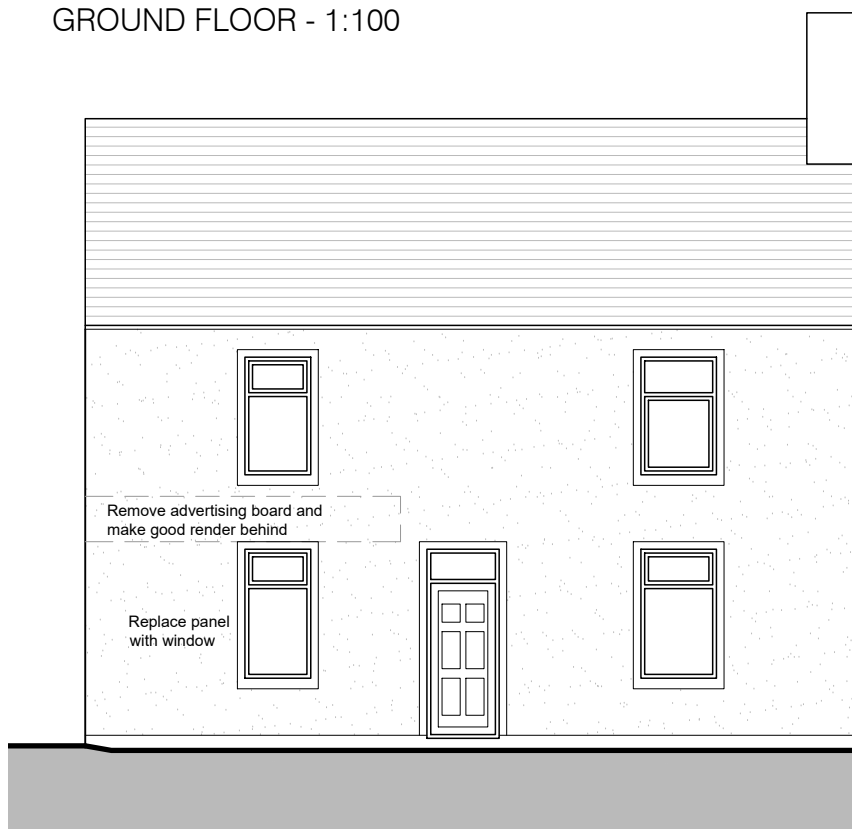 GROUND FLOOR - 1:100
Remove advertising board and
make good render behind
Replace panel
with window